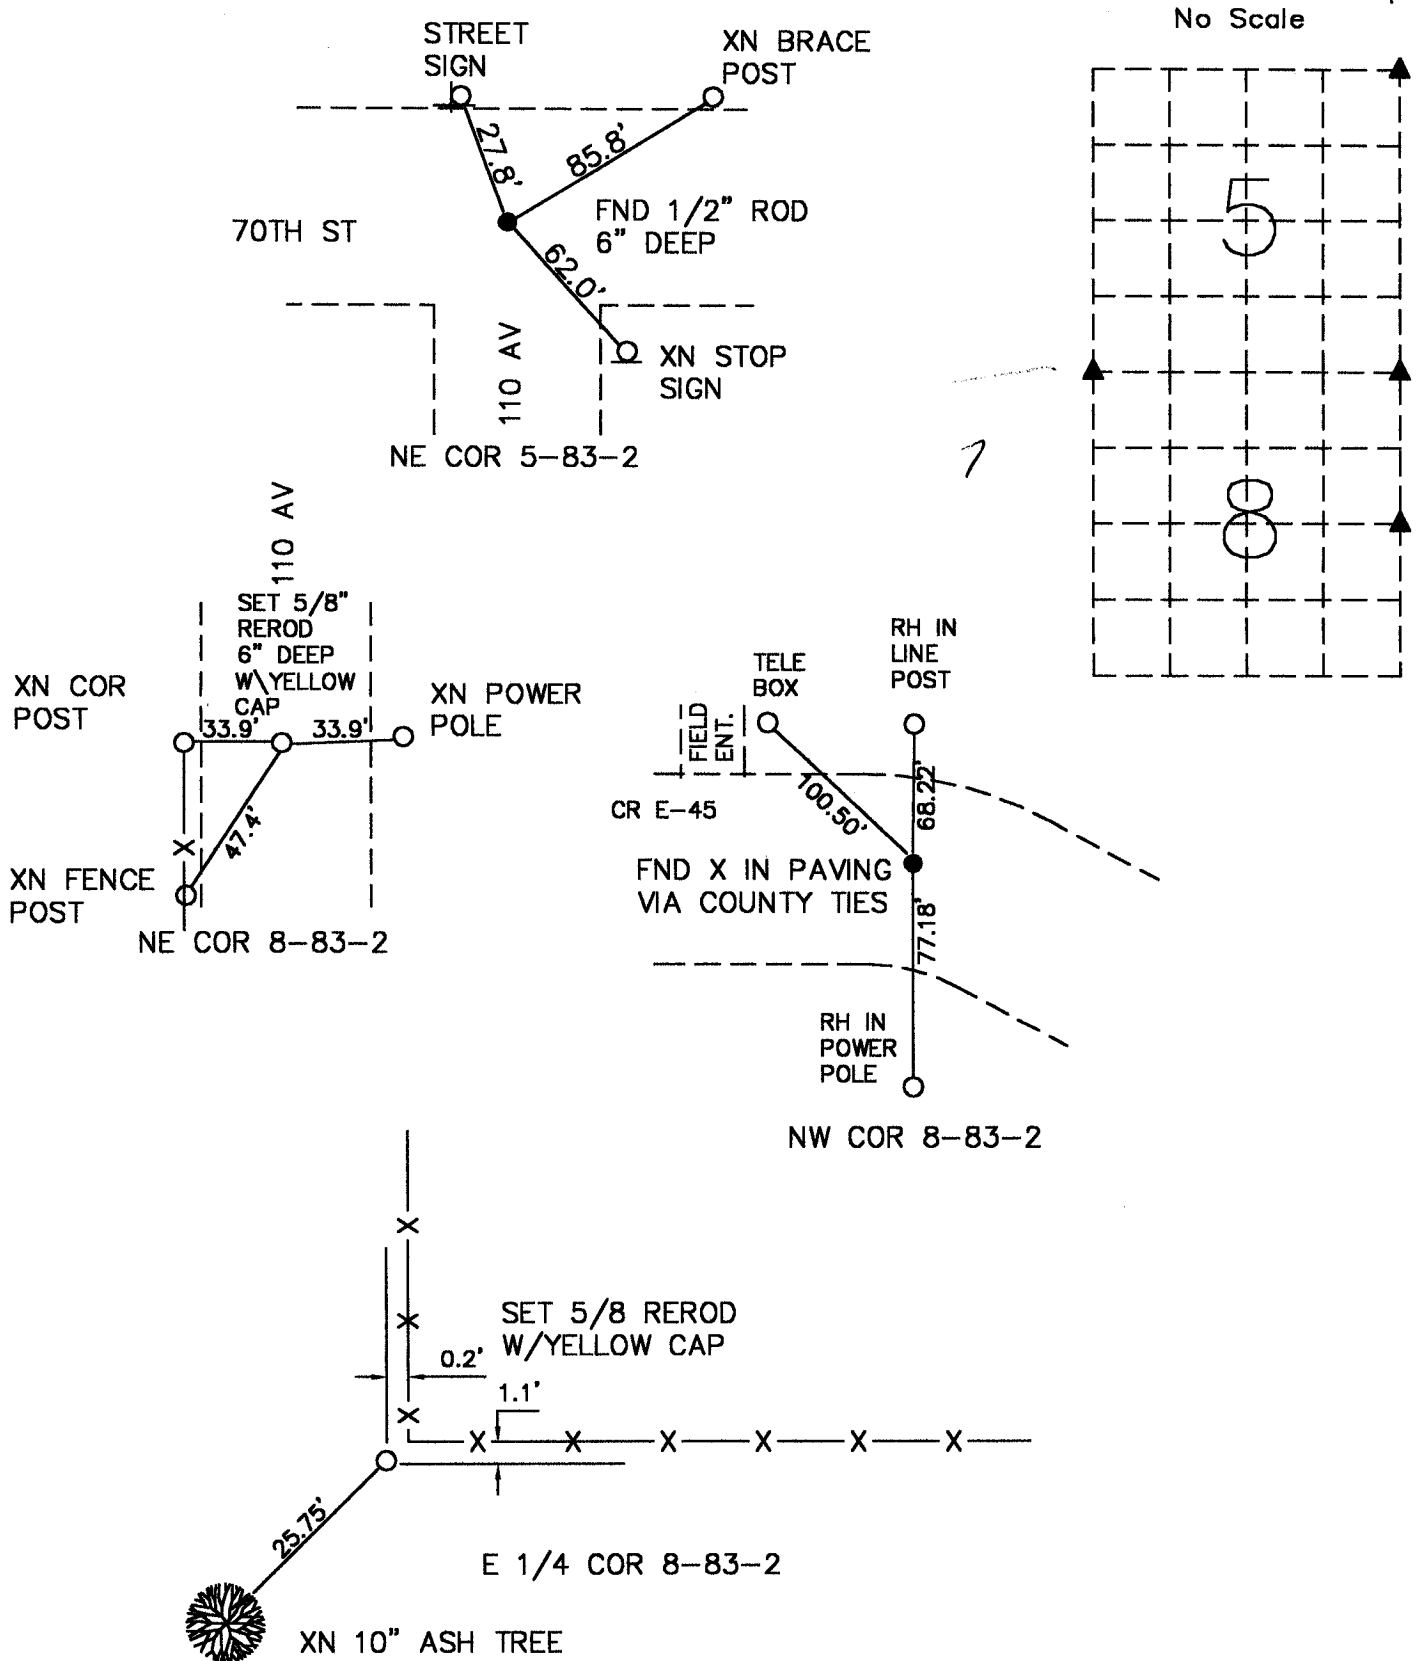 No Scale
STREET
SIGN
XN BRACE
POST
27.8'
85.8'
70TH ST
FND 1/2" ROD
6" DEEP
62.0'
110 AV
XN STOP
SIGN
NE COR 5-83-2
5
8
7
110 AV
SET 5/8"
REROD
6" DEEP
W\YELLOW
CAP
XN COR
POST
33.9'
33.9'
XN POWER
POLE
47.4'
X
XN FENCE
POST
NE COR 8-83-2
TELE
BOX
RH IN
LINE
POST
FIELD
ENT.
CR E-45
100.50'
68.22'
FND X IN PAVING
VIA COUNTY TIES
77.18'
RH IN
POWER
POLE
NW COR 8-83-2
X
X
X
SET 5/8 REROD
W/YELLOW CAP
0.2'
1.1'
X X X X X X
25.75'
E 1/4 COR 8-83-2
XN 10" ASH TREE